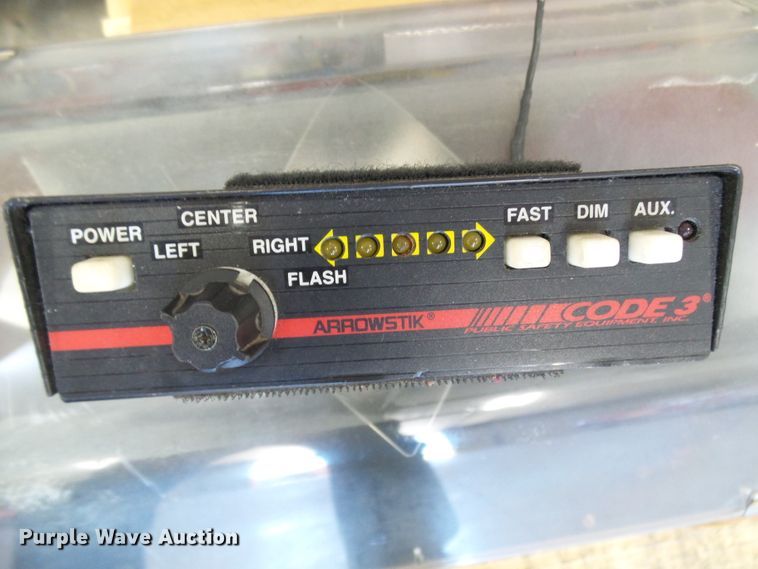 POWER
CENTER
LEFT
RIGHT
FLASH
FAST
DIM
AUX.
ARROWSTIK®
CODE 3®
PUBLIC SAFETY EQUIPMENT, INC.
Purple Wave Auction